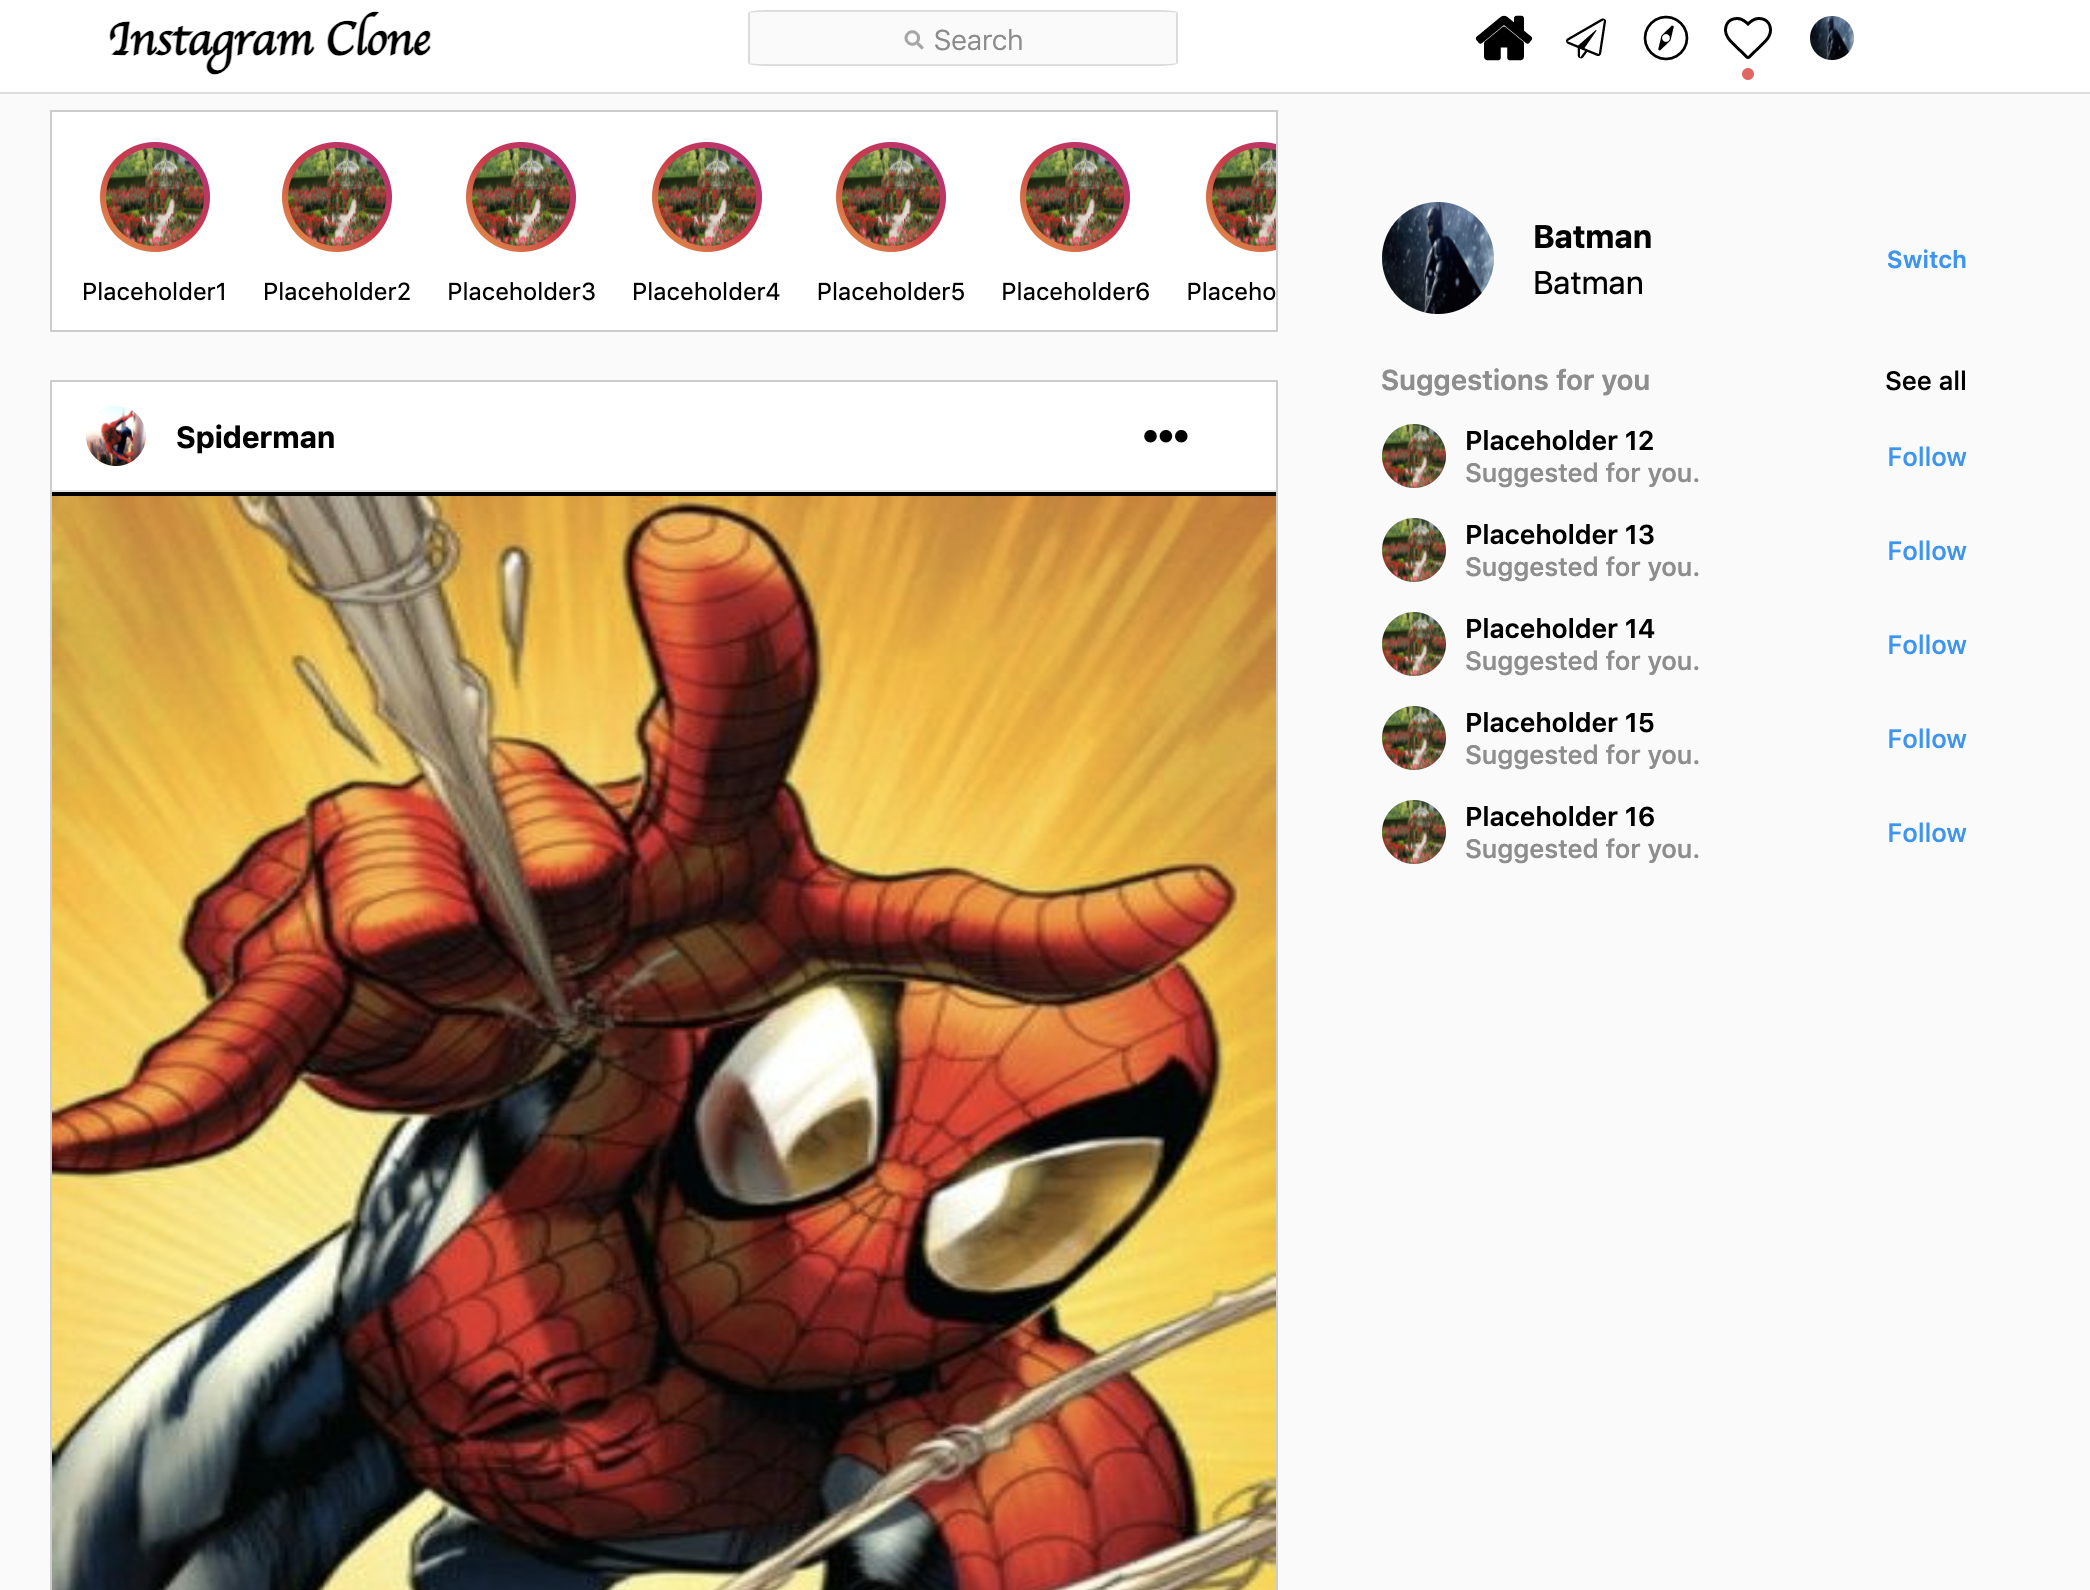 Instagram Clone
Search
Placeholder1 Placeholder2 Placeholder3 Placeholder4 Placeholder5 Placeholder6 Placeho
Batman
Batman
Switch
Suggestions for you See all
Spiderman
Placeholder 12
Suggested for you.
Follow
Placeholder 13
Suggested for you.
Follow
Placeholder 14
Suggested for you.
Follow
Placeholder 15
Suggested for you.
Follow
Placeholder 16
Suggested for you.
Follow